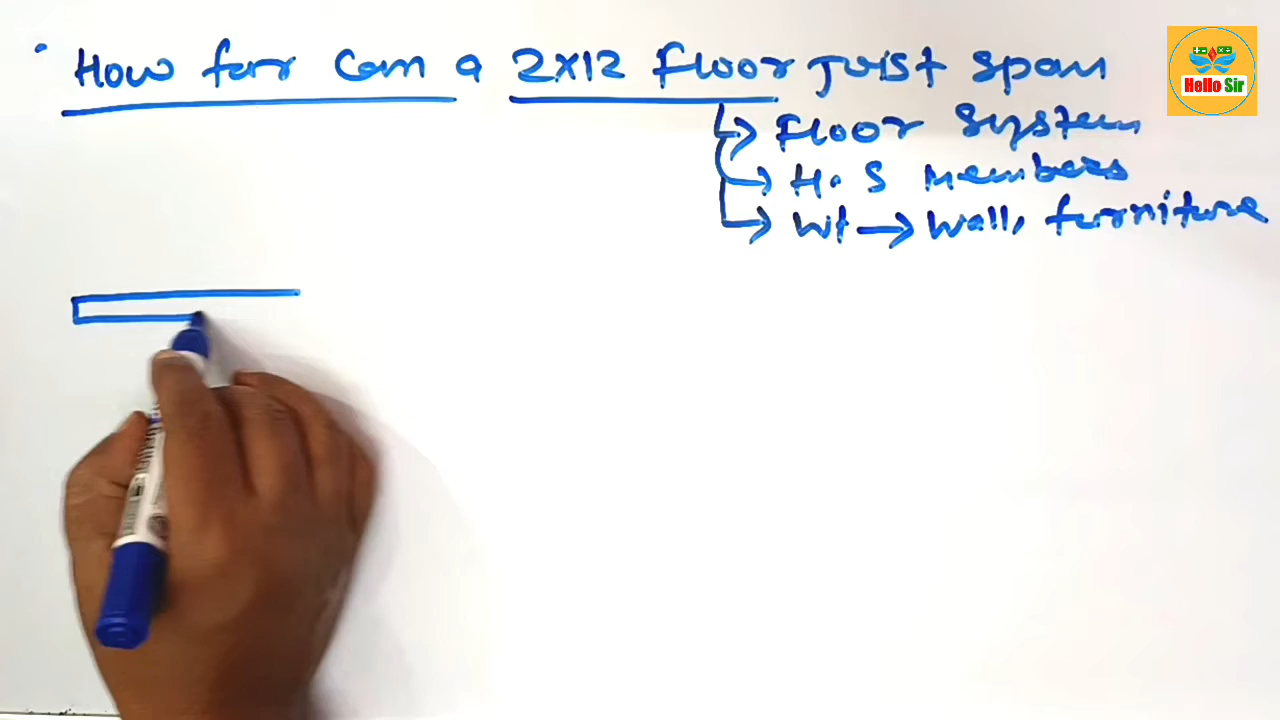 How far can a 2x12 floor joist span
Hello Sir
Floor System
H.S Members
Wt → Wall, furniture